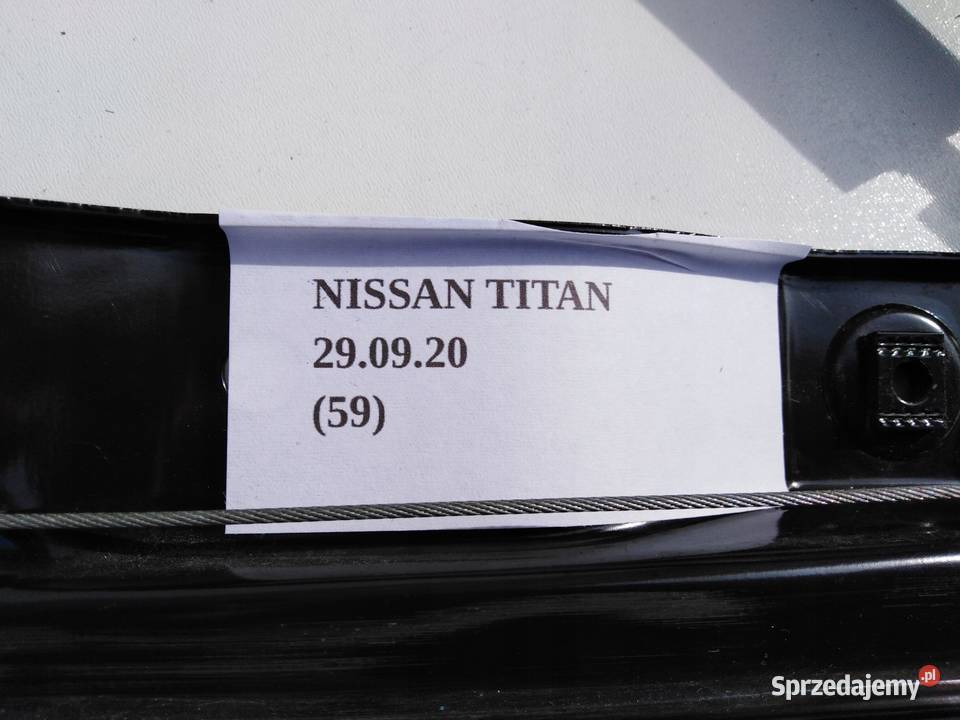 NISSAN TITAN
29.09.20
(59)
Sprzedajemy.pl